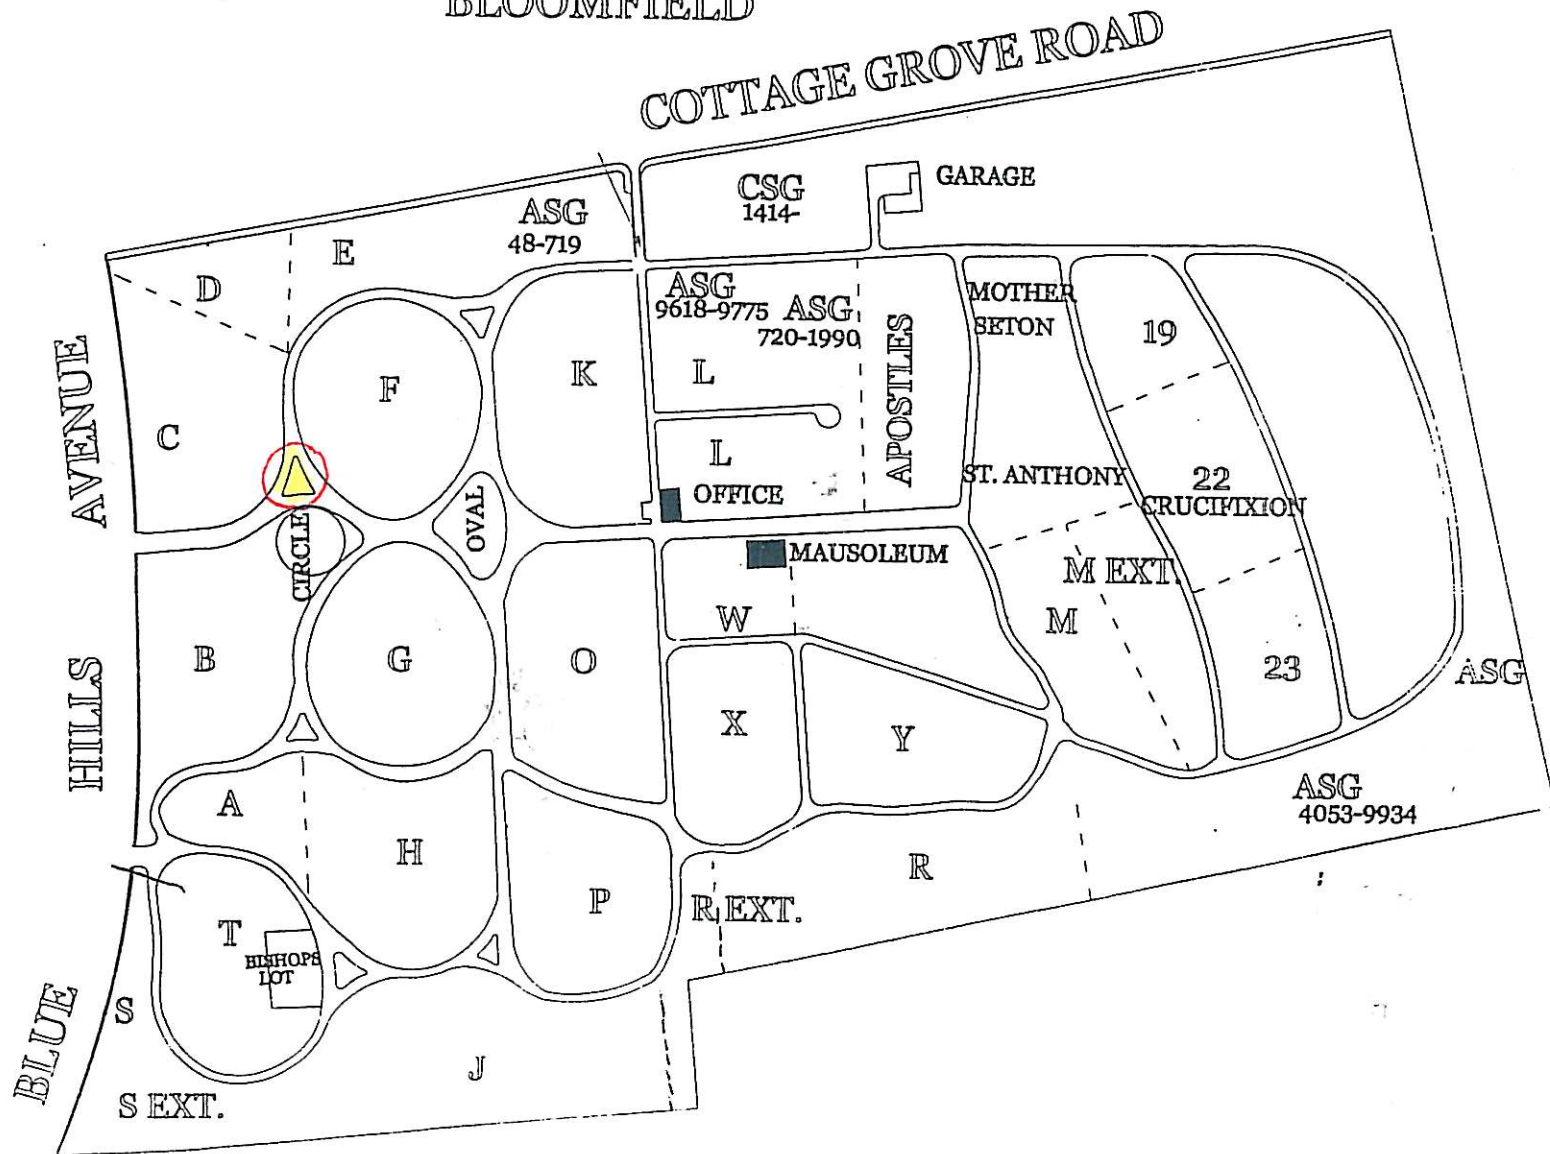 BLOOMFIELD
COTTAGE GROVE ROAD
GARAGE
CSG
1414-
ASG
48-719
E
D
ASG
9618-9775
ASG
720-1990
MOTHER
SETON
19
F
K
L
APOSTLES
AVENUE
C
L
ST. ANTHONY
22
CRUCIFIXION
OFFICE
OVAL
CIRCLE
MAUSOLEUM
M EXT.
M
W
B
G
O
23
ASG
HILLS
X
Y
ASG
4053-9934
A
H
R
P
R EXT.
T
BISHOPS
LOT
S
BLUE
J
S EXT.